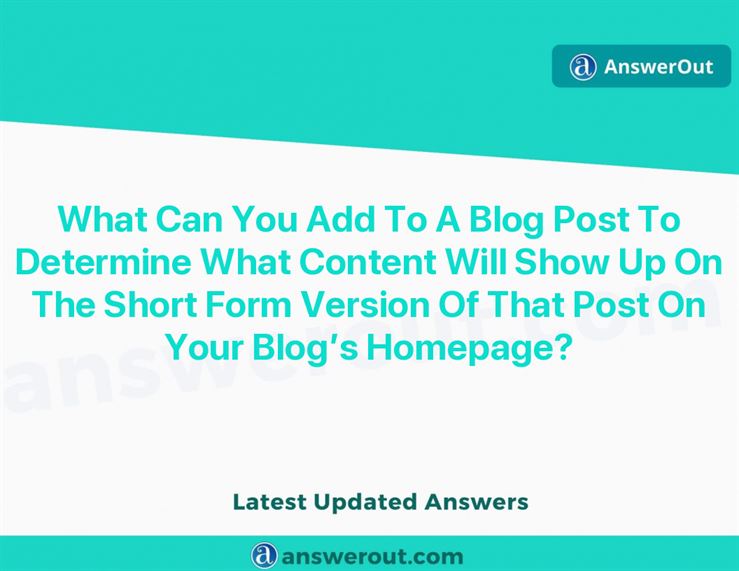 AnswerOut
What Can You Add To A Blog Post To
Determine What Content Will Show Up On
The Short Form Version Of That Post On
Your Blog’s Homepage?
answerout.com
Latest Updated Answers
answerout.com